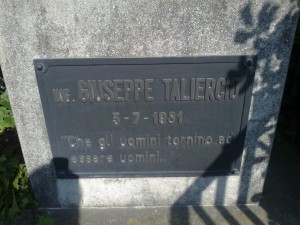 ING. GIUSEPPE TALIERCIO
5-7-1981
"Che gli uomini tornino ad
essere uomini."